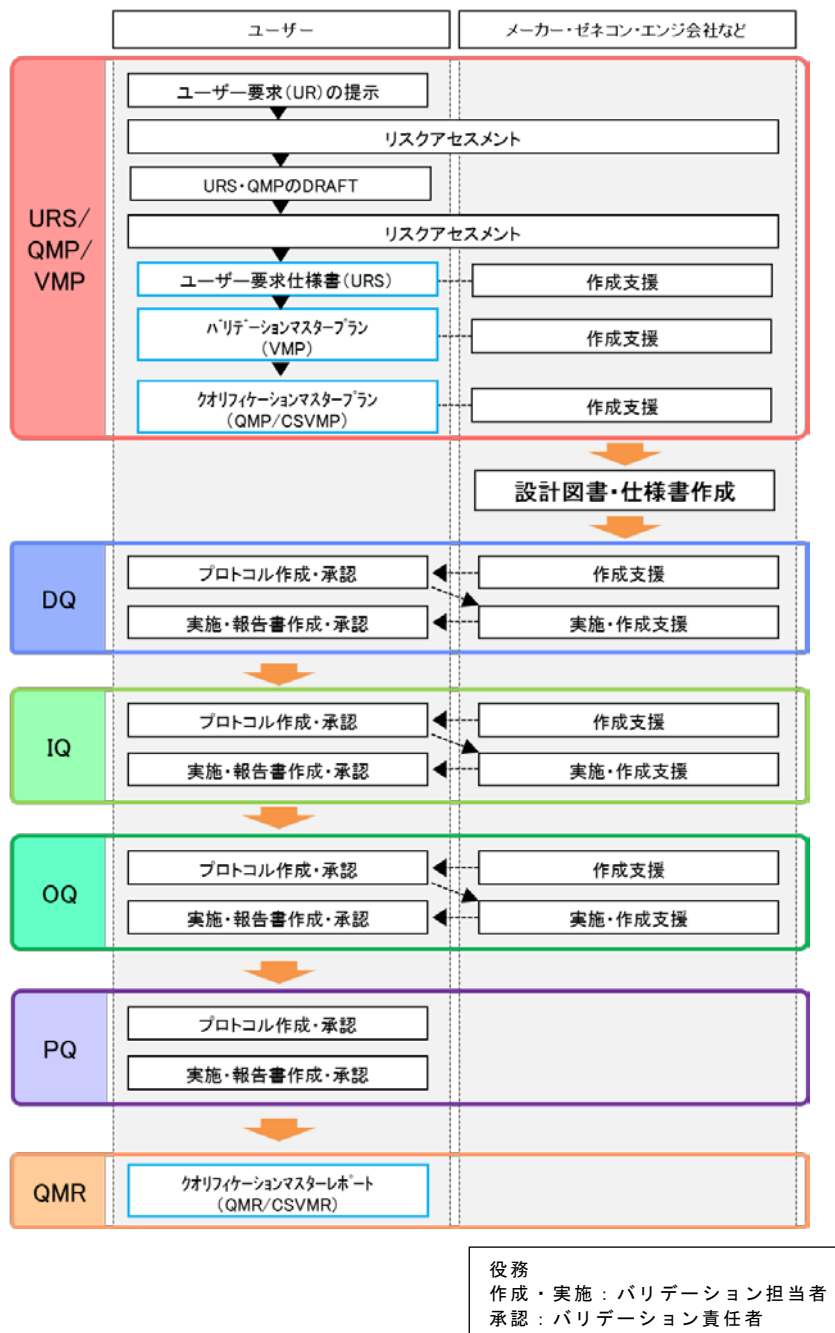 ユーザー
メーカー・ゼネコン・エンジ会社など
URS/
QMP/
VMP
ユーザー要求(UR)の提示
リスクアセスメント
URS・QMPのDRAFT
リスクアセスメント
ユーザー要求仕様書(URS)
作成支援
ﾊﾞﾘﾃﾞｰｼｮﾝﾏｽﾀｰﾌﾟﾗﾝ
(VMP)
作成支援
ｸｵﾘﾌｨｹｰｼｮﾝﾏｽﾀｰﾌﾟﾗﾝ
(QMP/CSVMP)
作成支援
設計図書・仕様書作成
DQ
プロトコル作成・承認
作成支援
実施・報告書作成・承認
実施・作成支援
IQ
プロトコル作成・承認
作成支援
実施・報告書作成・承認
実施・作成支援
OQ
プロトコル作成・承認
作成支援
実施・報告書作成・承認
実施・作成支援
PQ
プロトコル作成・承認
実施・報告書作成・承認
QMR
ｸｵﾘﾌｨｹｰｼｮﾝﾏｽﾀｰﾚﾎﾟｰﾄ
(QMR/CSVMR)
役務
作成・実施：バリデーション担当者
承認：バリデーション責任者